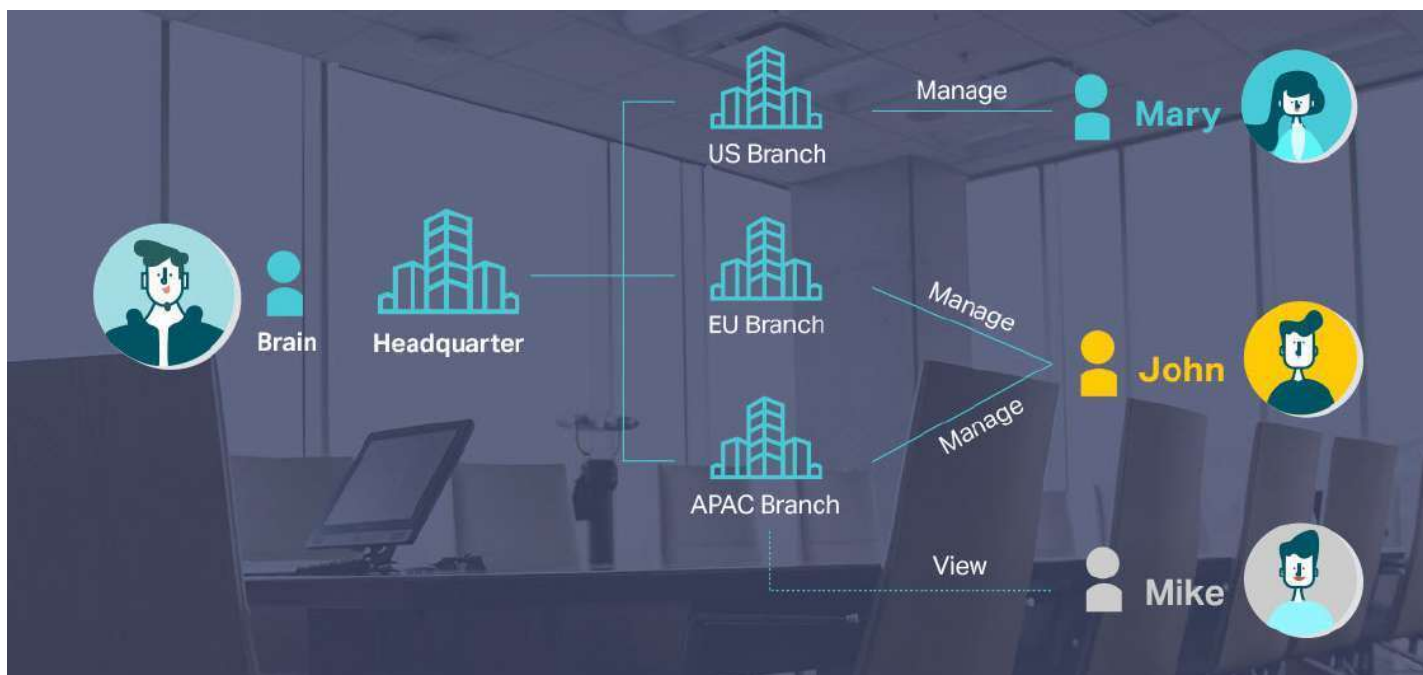 US Branch
Manage
Mary
Brain
Headquarter
EU Branch
Manage
John
Manage
APAC Branch
View
Mike